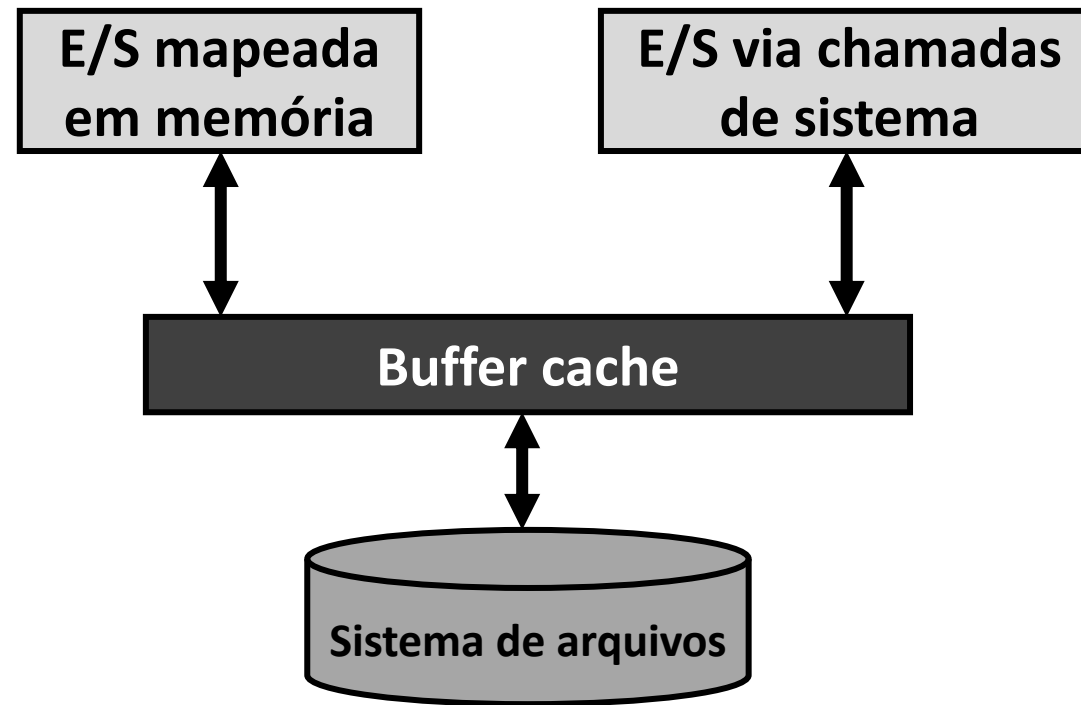 E/S mapeada
em memória
E/S via chamadas
de sistema
Buffer cache
Sistema de arquivos